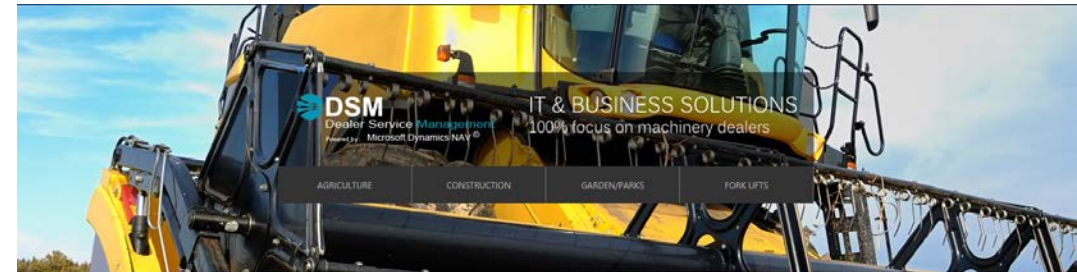 DSM
Dealer Service Management
Powered by: Microsoft Dynamics NAV ®
IT & BUSINESS SOLUTIONS
100% focus on machinery dealers
AGRICULTURE
CONSTRUCTION
GARDEN/PARKS
FORK LIFTS